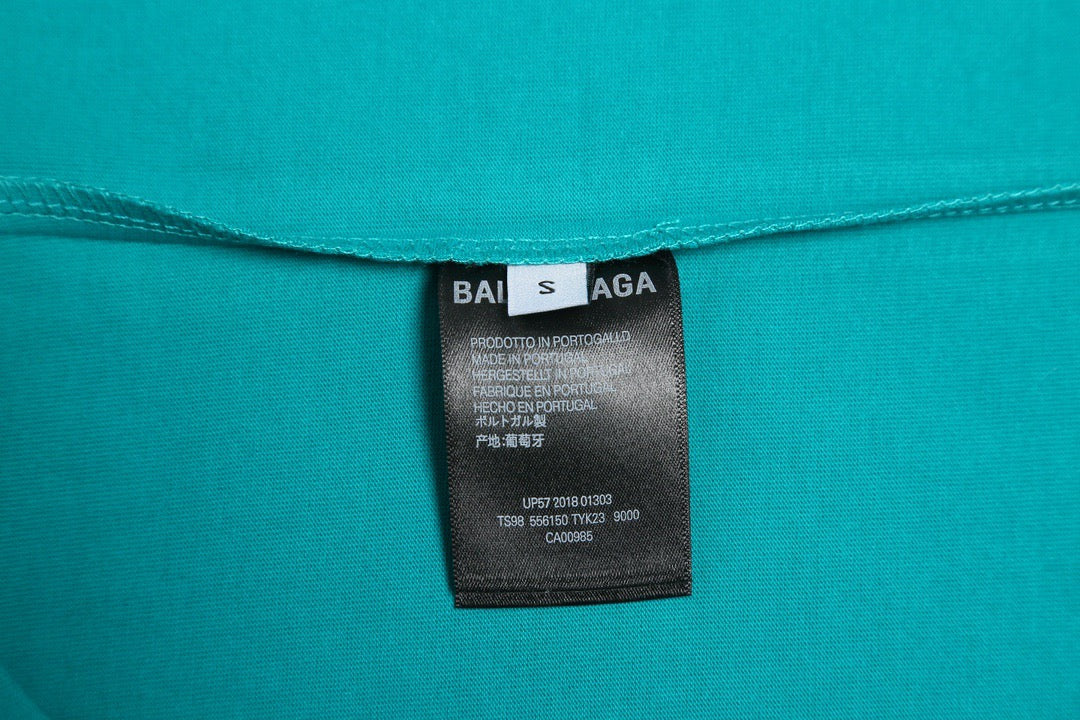 BAL AGA
S
PRODOTTO IN PORTOGALLO
MADE IN PORTUGAL
HERGESTELLT IN PORTUGAL
FABRIQUE EN PORTUGAL
HECHO EN PORTUGAL
ポルトガル製
产地:葡萄牙
UP57 2018 01303
TS98 556150 TYK23 9000
CA00985